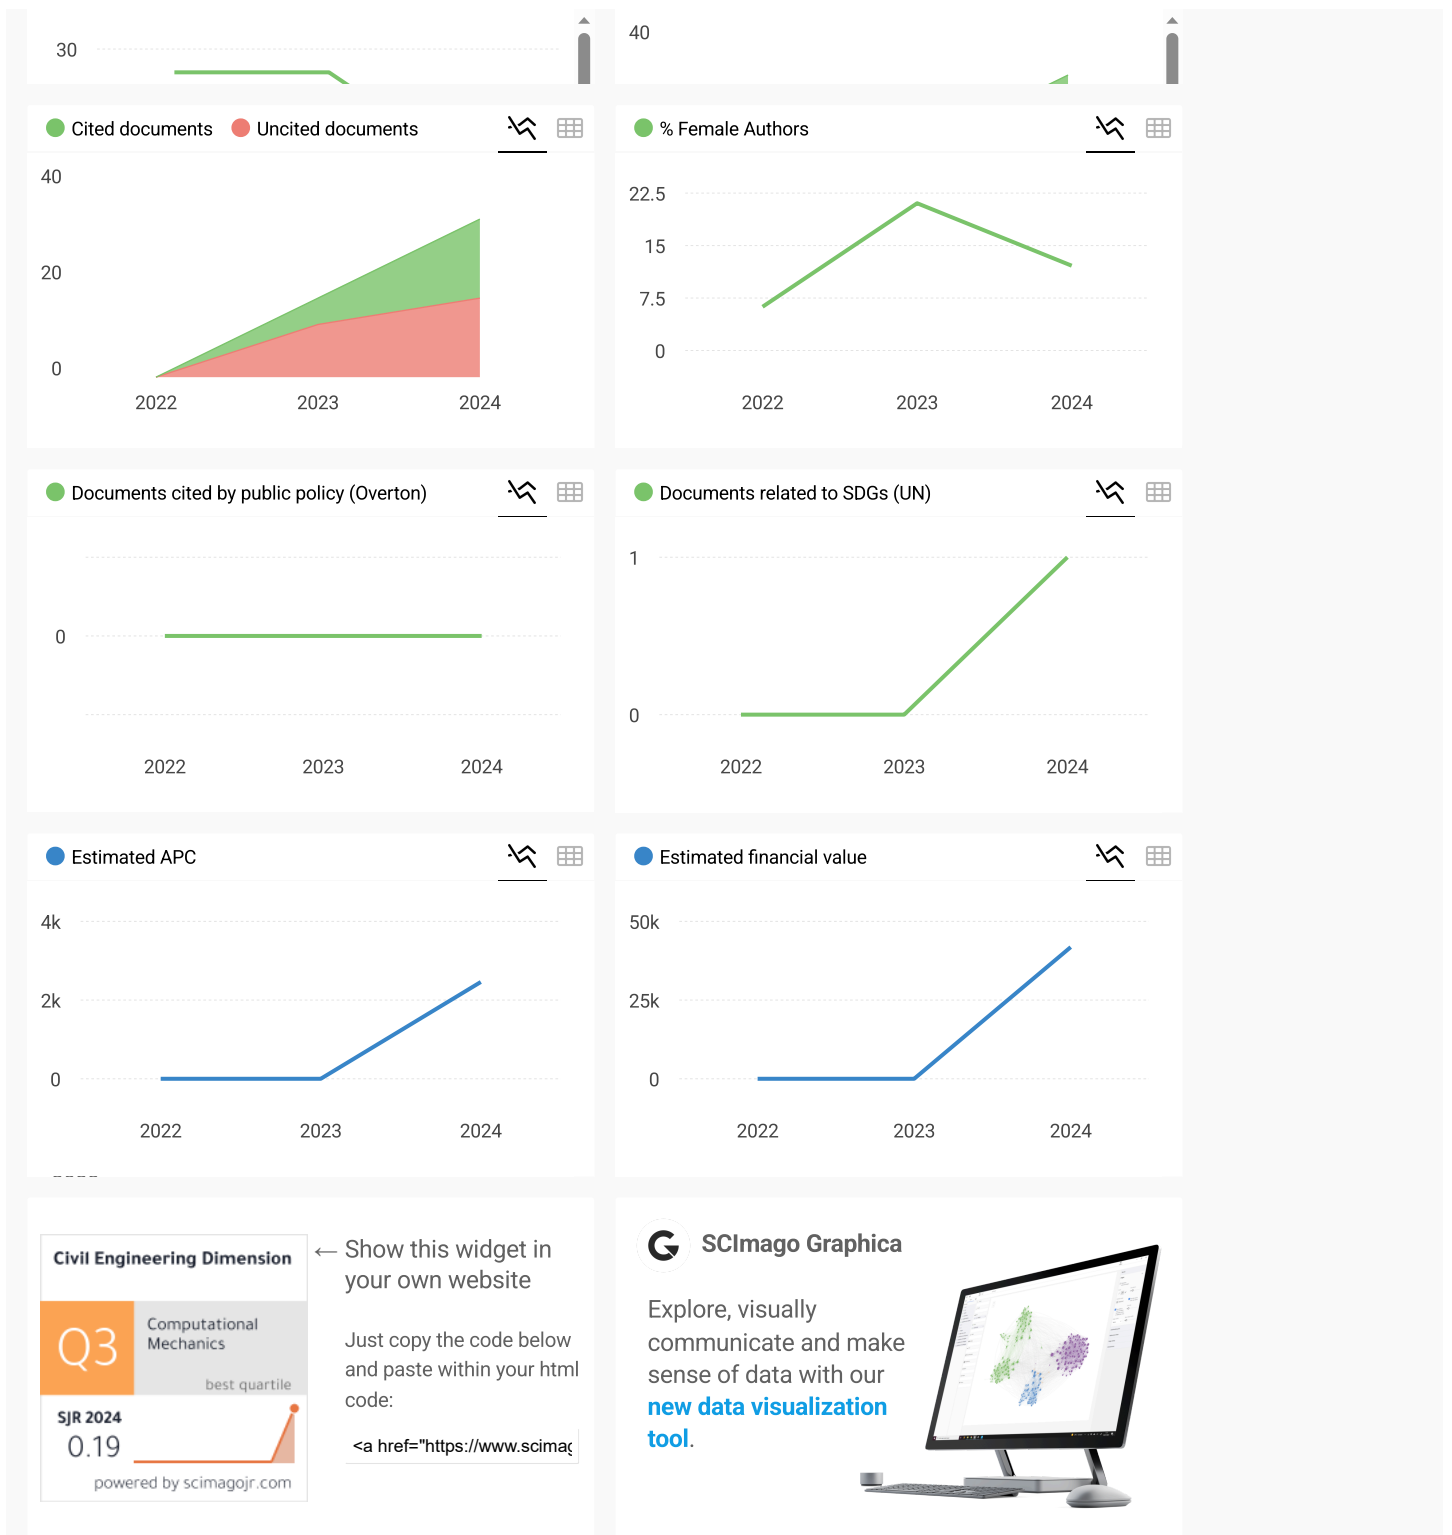 30
40
Cited documents
Uncited documents
40
20
0
2022 2023 2024
% Female Authors
22.5
15
7.5
0
2022 2023 2024
Documents cited by public policy (Overton)
0
2022 2023 2024
Documents related to SDGs (UN)
1
0
2022 2023 2024
Estimated APC
4k
2k
0
2022 2023 2024
Estimated financial value
50k
25k
0
2022 2023 2024
Civil Engineering Dimension
Q3
Computational
Mechanics
best quartile
SJR 2024
0.19
powered by scimagojr.com
← Show this widget in
your own website
Just copy the code below
and paste within your html
code:
<a href="https://www.scimag
SCImago Graphica
Explore, visually
communicate and make
sense of data with our
new data visualization
tool.